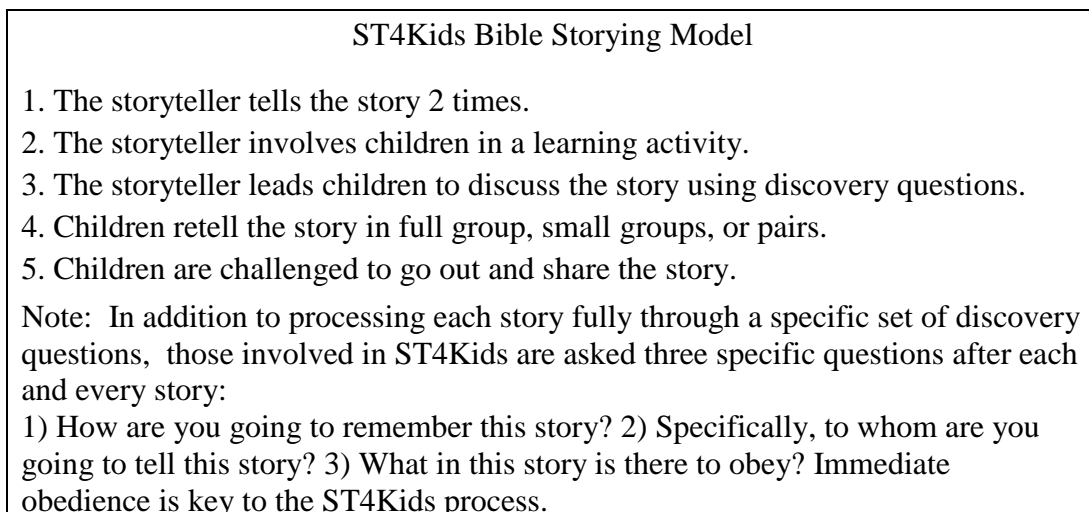 ST4Kids Bible Storying Model
1. The storyteller tells the story 2 times.
2. The storyteller involves children in a learning activity.
3. The storyteller leads children to discuss the story using discovery questions.
4. Children retell the story in full group, small groups, or pairs.
5. Children are challenged to go out and share the story.
Note: In addition to processing each story fully through a specific set of discovery
questions, those involved in ST4Kids are asked three specific questions after each
and every story:
1) How are you going to remember this story? 2) Specifically, to whom are you
going to tell this story? 3) What in this story is there to obey? Immediate
obedience is key to the ST4Kids process.